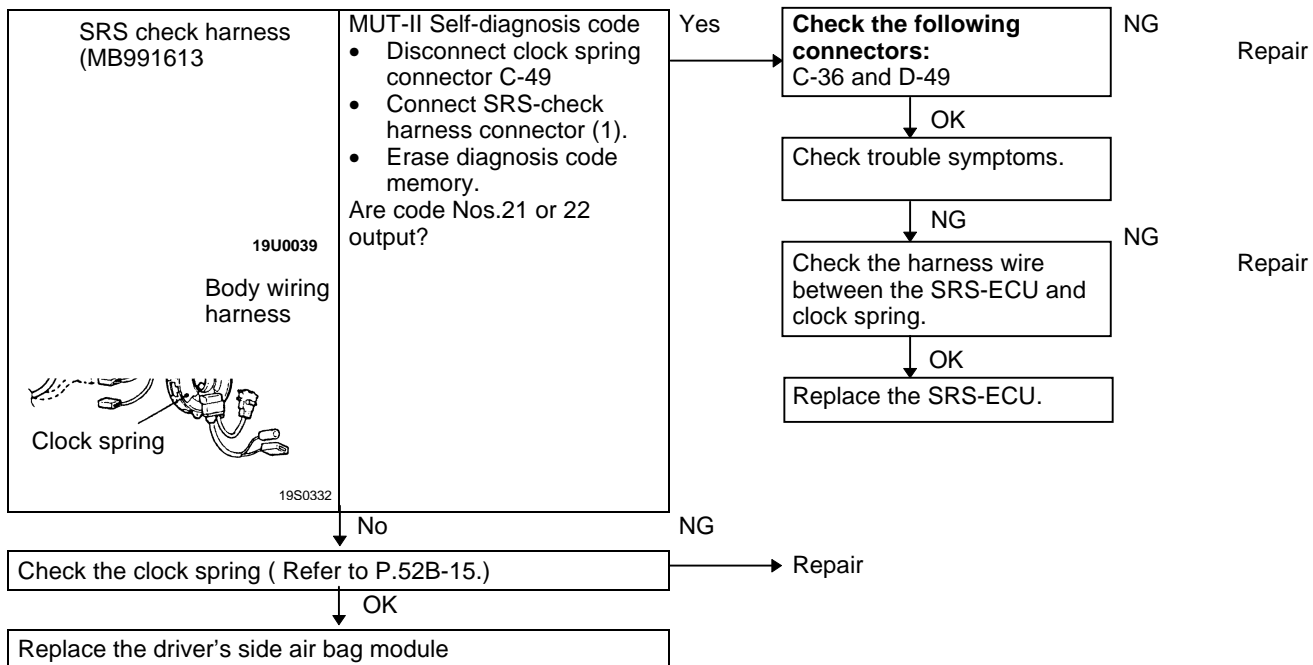 SRS check harness
(MB991613
19U0039
Body wiring
harness
Clock spring
19S0332
MUT-II Self-diagnosis code
• Disconnect clock spring
connector C-49
• Connect SRS-check
harness connector (1).
• Erase diagnosis code
memory.
Are code Nos.21 or 22
output?
Yes
Check the following
connectors:
C-36 and D-49
NG
Repair
OK
Check trouble symptoms.
NG
Check the harness wire
between the SRS-ECU and
clock spring.
NG
Repair
OK
Replace the SRS-ECU.
No
Check the clock spring ( Refer to P.52B-15.)
NG
Repair
OK
Replace the driver’s side air bag module